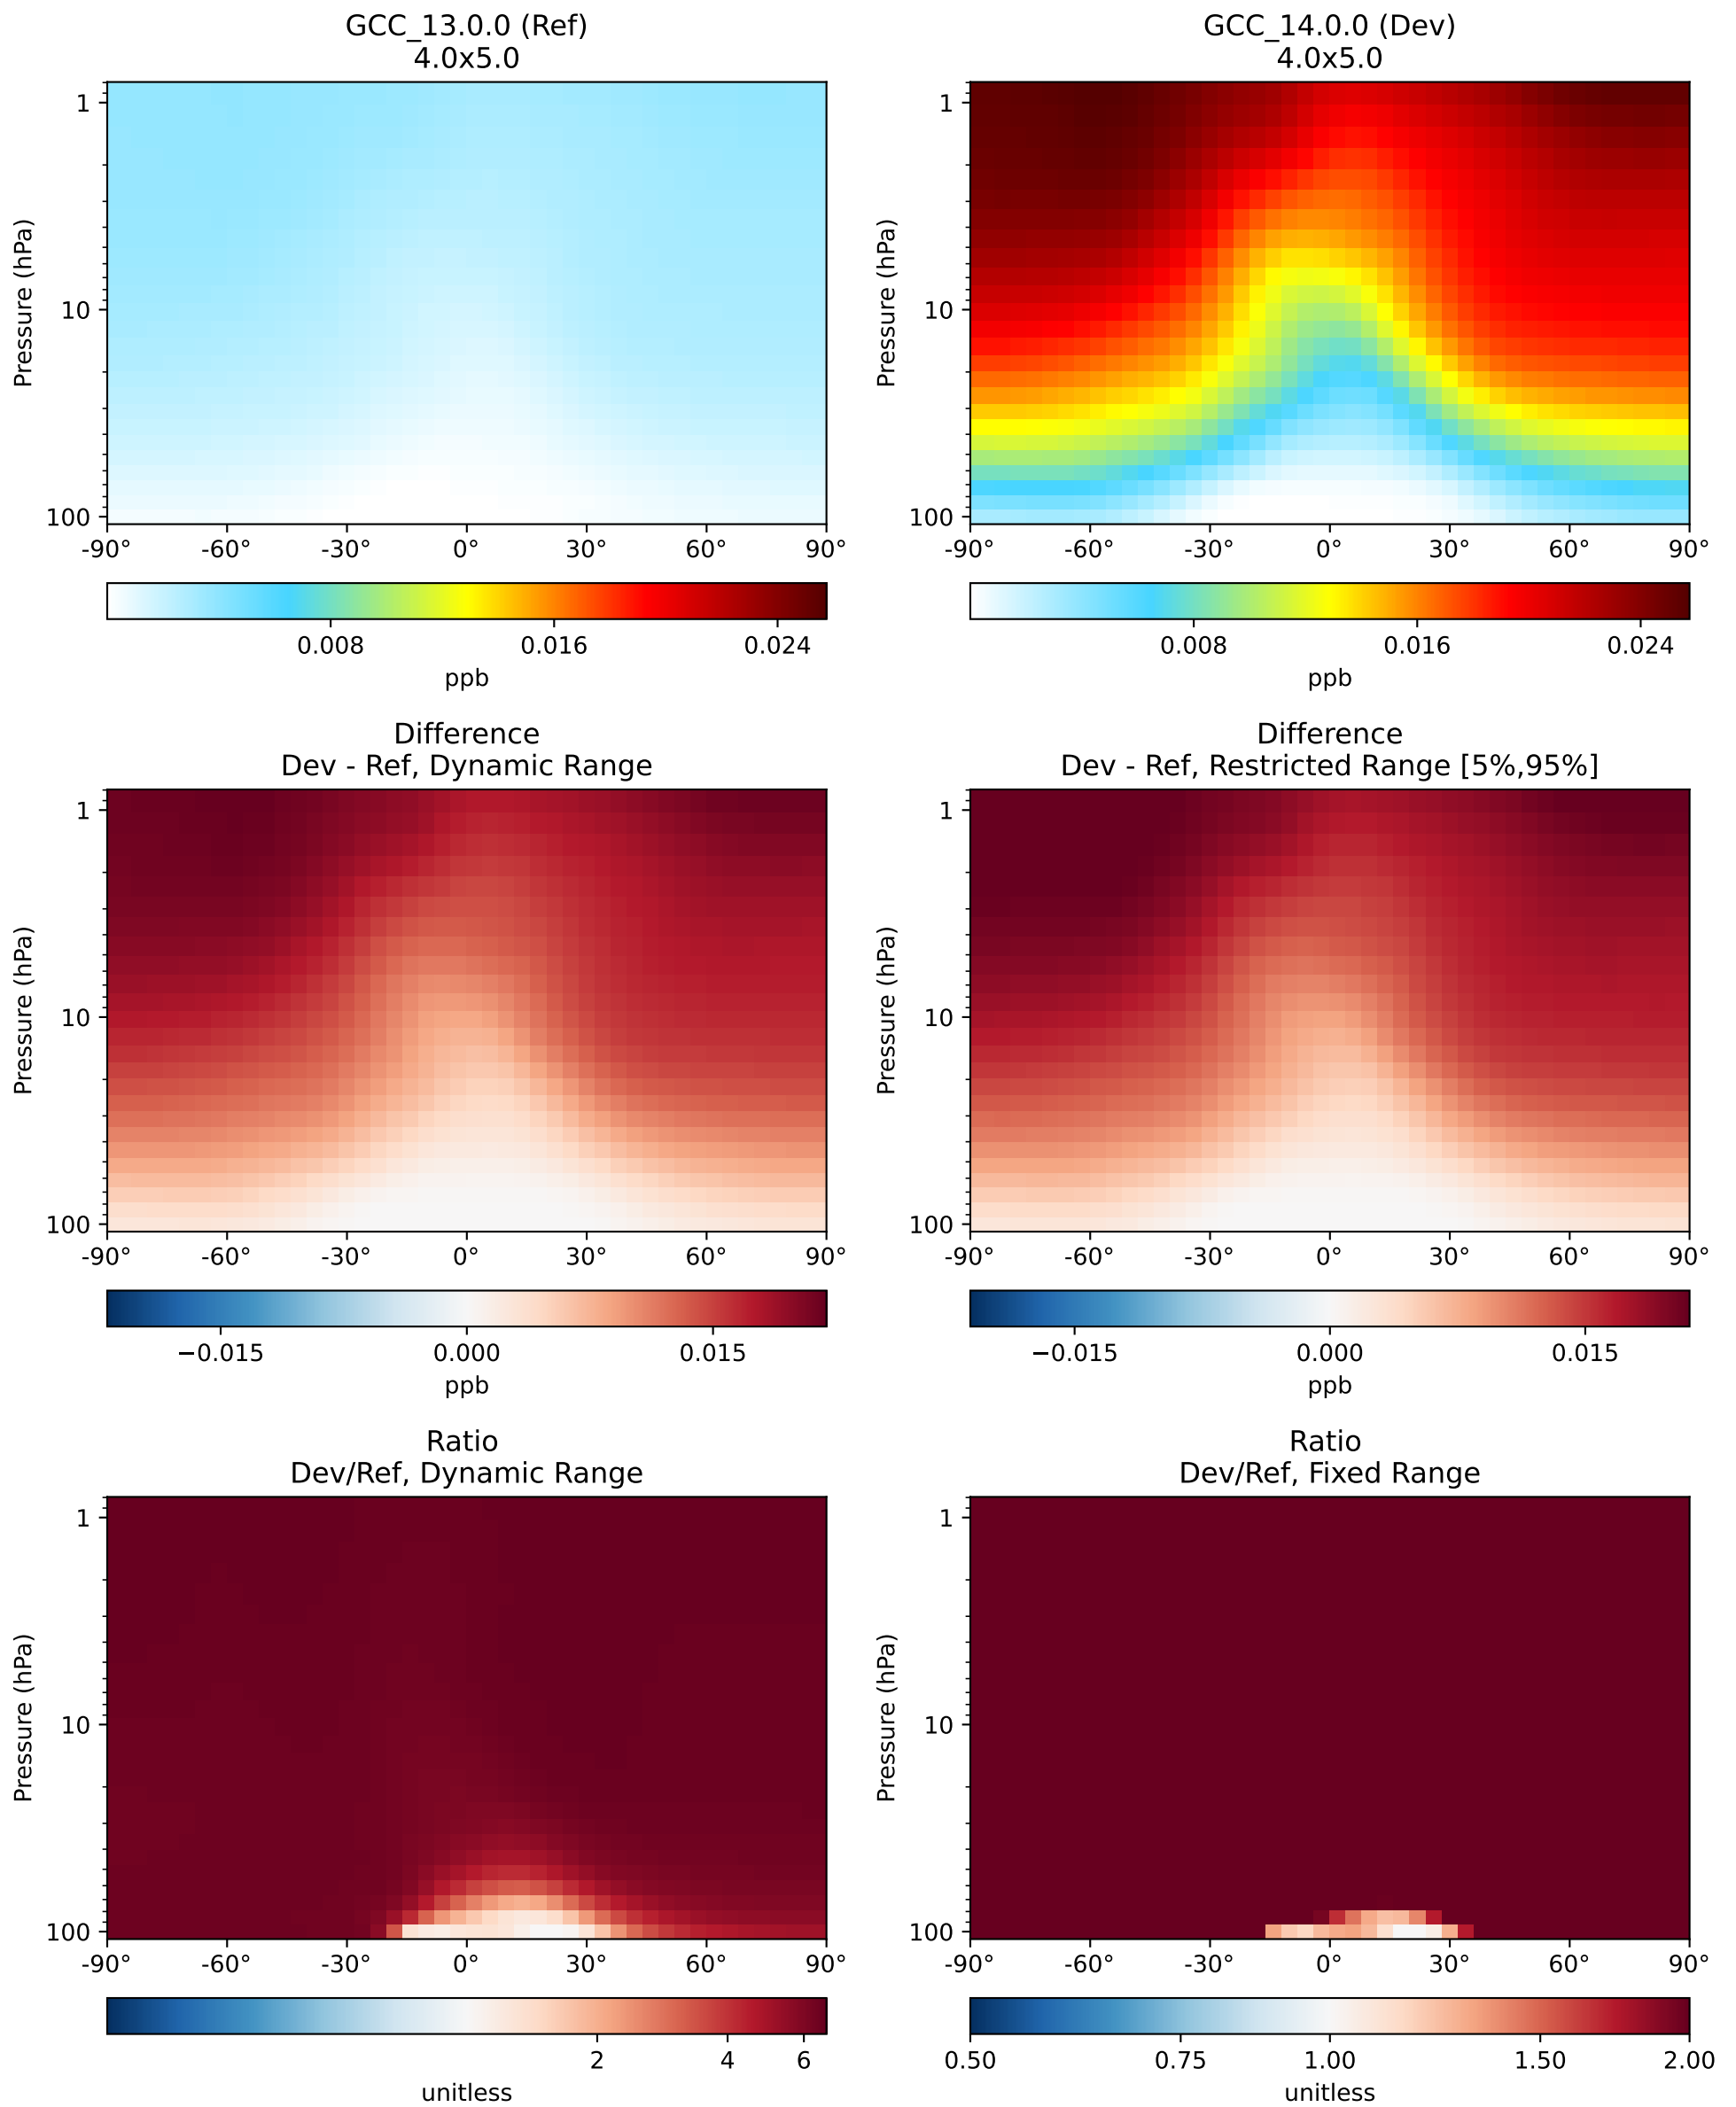 GCC_13.0.0 (Ref)
4.0x5.0
Pressure (hPa)
1
10
100
-90° -60° -30° 0° 30° 60° 90°
0.008 0.016 0.024
ppb
GCC_14.0.0 (Dev)
4.0x5.0
Pressure (hPa)
1
10
100
-90° -60° -30° 0° 30° 60° 90°
0.008 0.016 0.024
ppb
Difference
Dev - Ref, Dynamic Range
Pressure (hPa)
1
10
100
-90° -60° -30° 0° 30° 60° 90°
−0.015 0.000 0.015
ppb
Difference
Dev - Ref, Restricted Range [5%,95%]
Pressure (hPa)
1
10
100
-90° -60° -30° 0° 30° 60° 90°
−0.015 0.000 0.015
ppb
Ratio
Dev/Ref, Dynamic Range
Pressure (hPa)
1
10
100
-90° -60° -30° 0° 30° 60° 90°
2 4 6
unitless
Ratio
Dev/Ref, Fixed Range
Pressure (hPa)
1
10
100
-90° -60° -30° 0° 30° 60° 90°
0.50 0.75 1.00 1.50 2.00
unitless